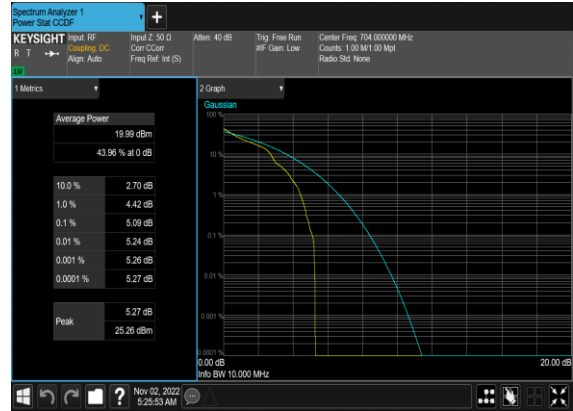 Spectrum Analyzer 1
Power Stat CCDF
KEYSIGHT
R T
LXI
Input: RF
Coupling: DC
Align: Auto
Input Z: 50 Ω
Corr CCorr
Freq Ref: Int (S)
Atten: 40 dB
Trig: Free Run
#IF Gain: Low
Center Freq: 704.000000 MHz
Counts: 1.00 M/1.00 Mpt
Radio Std: None
1 Metrics
Average Power
19.99 dBm
43.96 % at 0 dB
10.0 % 2.70 dB
1.0 % 4.42 dB
0.1 % 5.09 dB
0.01 % 5.24 dB
0.001 % 5.26 dB
0.0001 % 5.27 dB
Peak
5.27 dB
25.26 dBm
2 Graph
Gaussian
100 %
10 %
1 %
0.1 %
0.01 %
0.001 %
0.0001 %
0.00 dB
20.00 dB
Info BW 10.000 MHz
?
Nov 02, 2022
5:25:53 AM